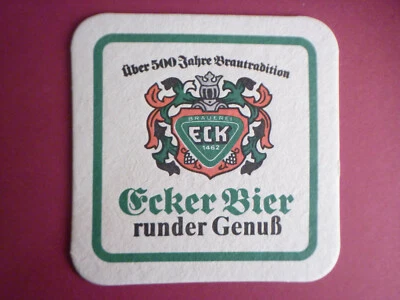 Über 500 Jahre Brautradition
BRAUEREI
ECK
1462
Ecker Bier
runder Genuß